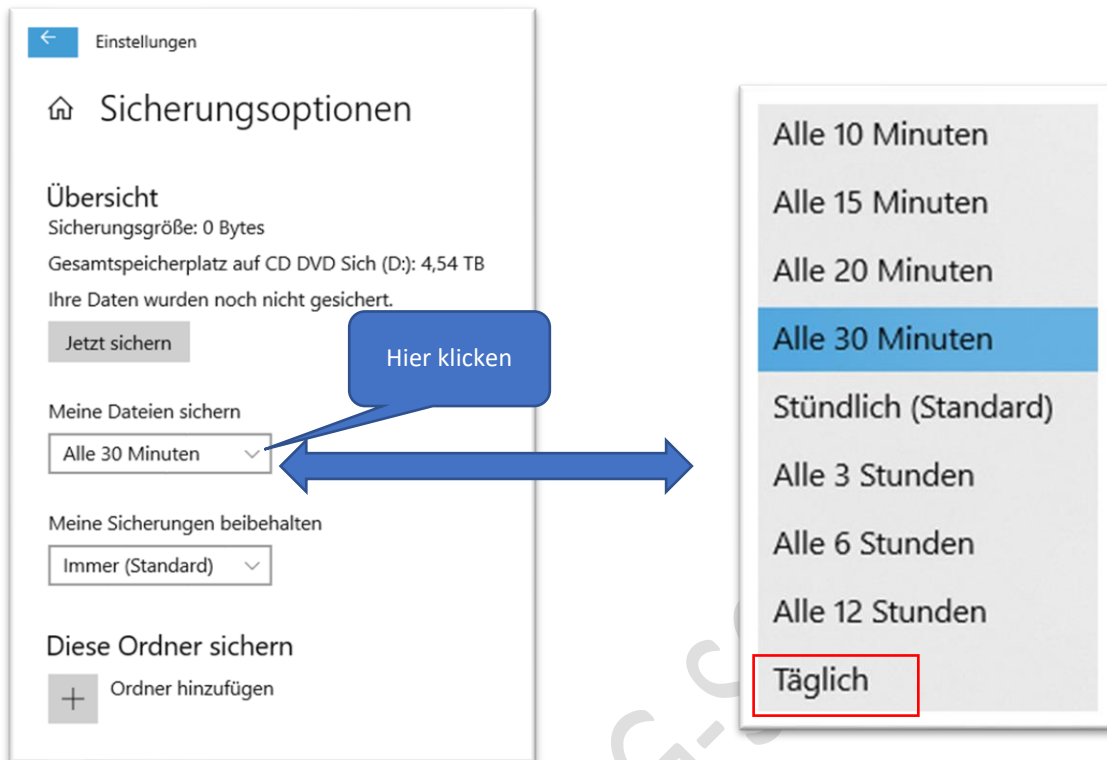 Einstellungen
Sicherungsoptionen
Übersicht
Sicherungsgröße: 0 Bytes
Gesamtspeicherplatz auf CD DVD Sich (D:): 4,54 TB
Ihre Daten wurden noch nicht gesichert.
Jetzt sichern
Hier klicken
Meine Dateien sichern
Alle 30 Minuten
Meine Sicherungen beibehalten
Immer (Standard)
Diese Ordner sichern
Ordner hinzufügen
Alle 10 Minuten
Alle 15 Minuten
Alle 20 Minuten
Alle 30 Minuten
Stündlich (Standard)
Alle 3 Stunden
Alle 6 Stunden
Alle 12 Stunden
Täglich